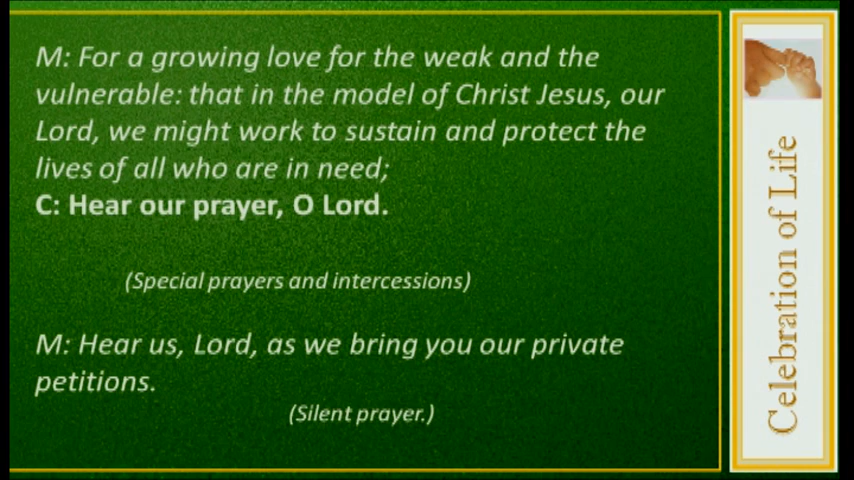 M: For a growing love for the weak and the
vulnerable: that in the model of Christ Jesus, our
Lord, we might work to sustain and protect the
lives of all who are in need;
C: Hear our prayer, O Lord.
(Special prayers and intercessions)
M: Hear us, Lord, as we bring you our private
petitions.
(Silent prayer.)
Celebration of Life